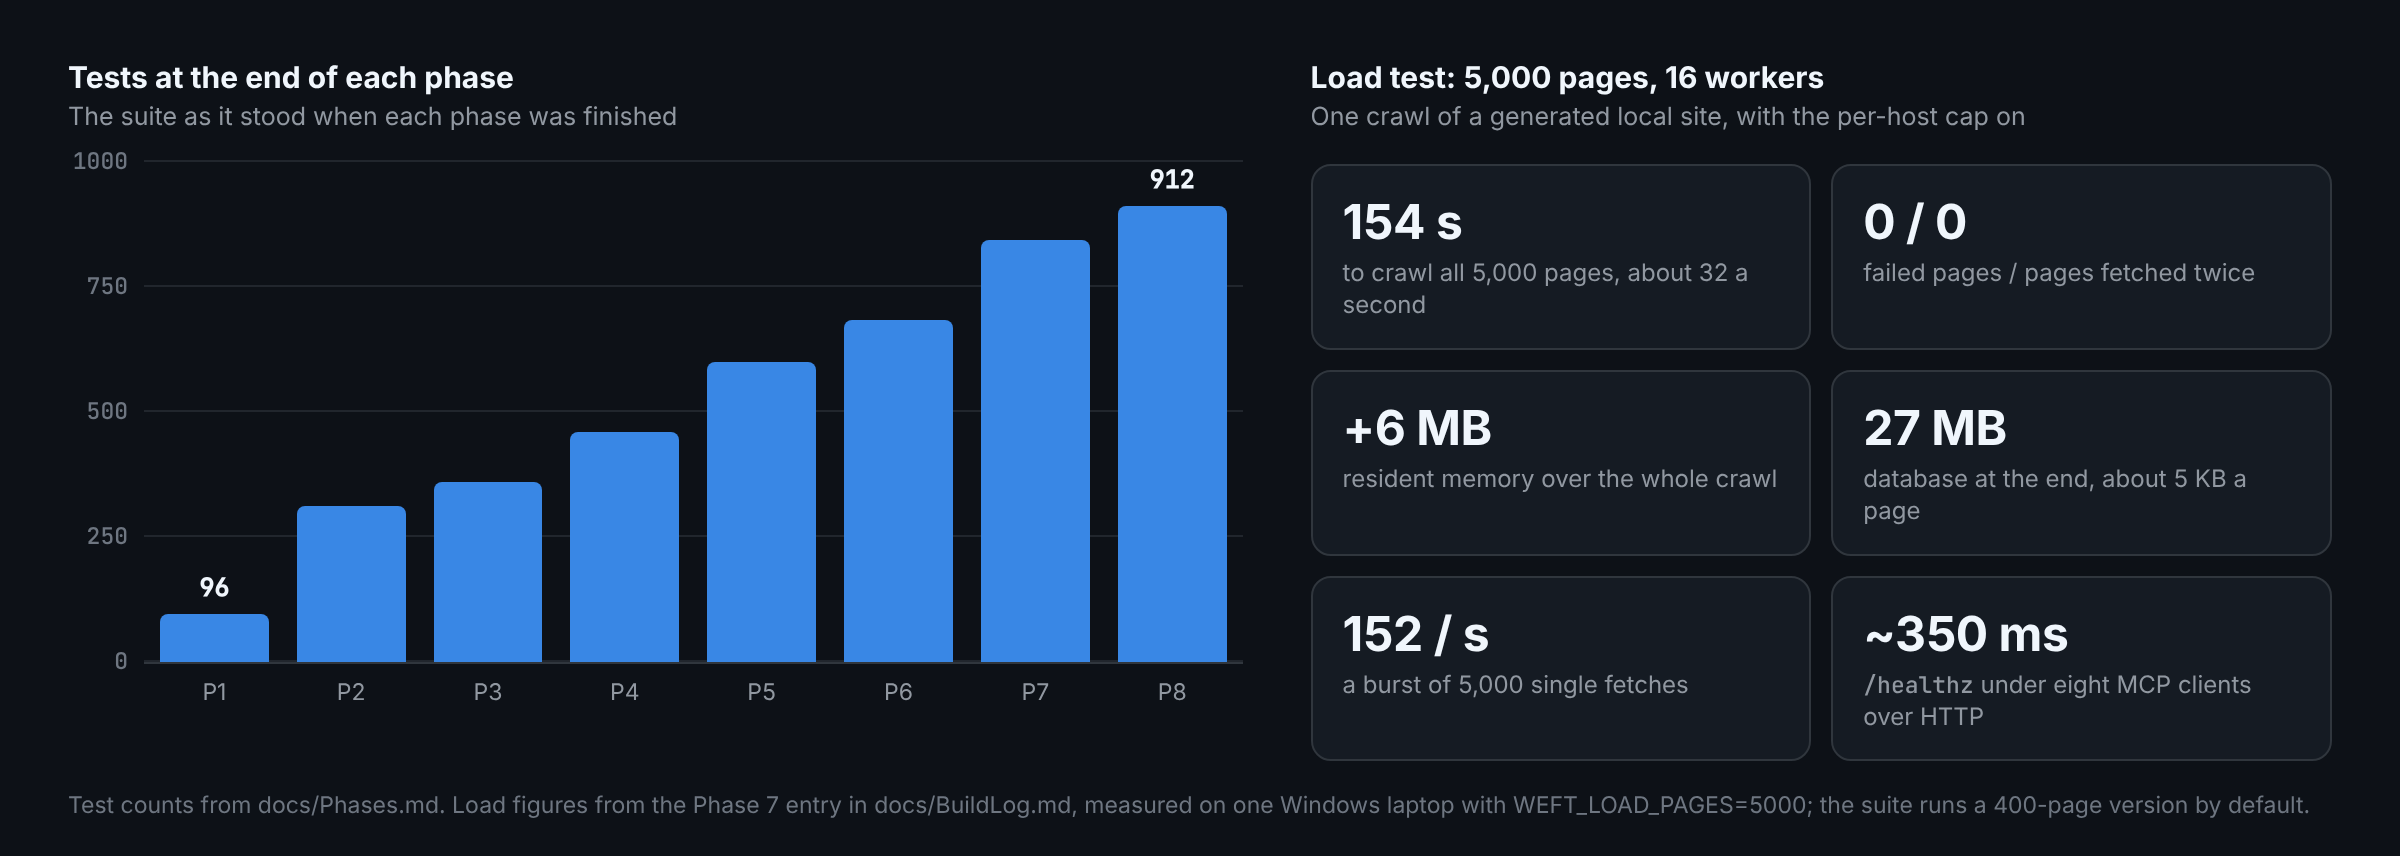 Tests at the end of each phase
The suite as it stood when each phase was finished
1000
750
500
250
0
96
912
P1
P2
P3
P4
P5
P6
P7
P8
Load test: 5,000 pages, 16 workers
One crawl of a generated local site, with the per-host cap on
154 s
to crawl all 5,000 pages, about 32 a
second
0 / 0
failed pages / pages fetched twice
+6 MB
resident memory over the whole crawl
27 MB
database at the end, about 5 KB a
page
152 / s
a burst of 5,000 single fetches
~350 ms
/healthz under eight MCP clients
over HTTP
Test counts from docs/Phases.md. Load figures from the Phase 7 entry in docs/BuildLog.md, measured on one Windows laptop with WEFT_LOAD_PAGES=5000; the suite runs a 400-page version by default.